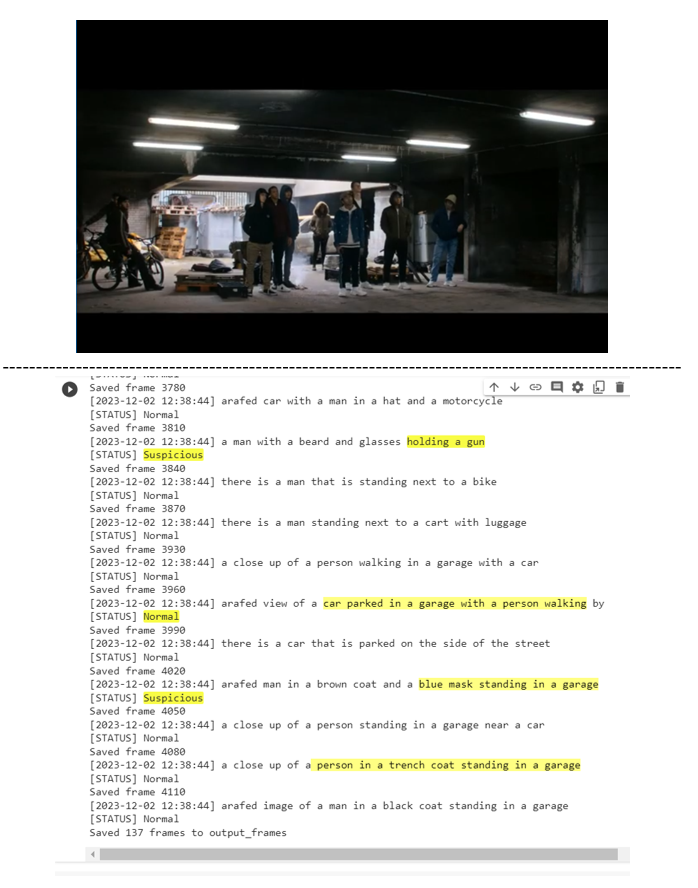 Saved frame 3780
[2023-12-02 12:38:44] arafed car with a man in a hat and a motorcycle
[STATUS] Normal
Saved frame 3810
[2023-12-02 12:38:44] a man with a beard and glasses holding a gun
[STATUS] Suspicious
Saved frame 3840
[2023-12-02 12:38:44] there is a man that is standing next to a bike
[STATUS] Normal
Saved frame 3870
[2023-12-02 12:38:44] there is a man standing next to a cart with luggage
[STATUS] Normal
Saved frame 3930
[2023-12-02 12:38:44] a close up of a person walking in a garage with a car
[STATUS] Normal
Saved frame 3960
[2023-12-02 12:38:44] arafed view of a car parked in a garage with a person walking by
[STATUS] Normal
Saved frame 3990
[2023-12-02 12:38:44] there is a car that is parked on the side of the street
[STATUS] Normal
Saved frame 4020
[2023-12-02 12:38:44] arafed man in a brown coat and a blue mask standing in a garage
[STATUS] Suspicious
Saved frame 4050
[2023-12-02 12:38:44] a close up of a person standing in a garage near a car
[STATUS] Normal
Saved frame 4080
[2023-12-02 12:38:44] a close up of a person in a trench coat standing in a garage
[STATUS] Normal
Saved frame 4110
[2023-12-02 12:38:44] arafed image of a man in a black coat standing in a garage
[STATUS] Normal
Saved 137 frames to output_frames